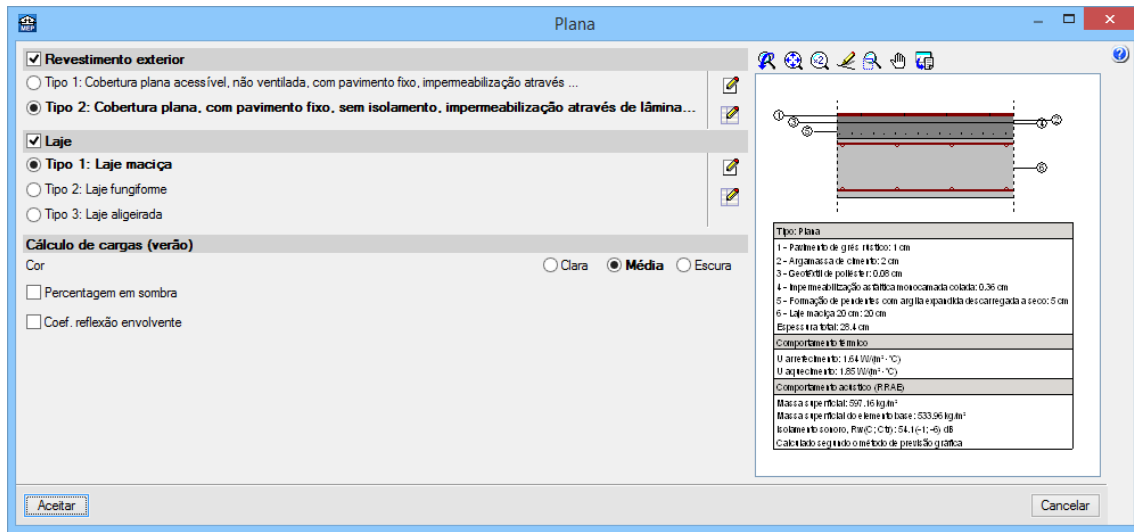 MEP
Plana
Revestimento exterior
Tipo 1: Cobertura plana acessível, não ventilada, com pavimento fixo, impermeabilização através ...
Tipo 2: Cobertura plana, com pavimento fixo, sem isolamento, impermeabilização através de lâmina...
Laje
Tipo 1: Laje maciça
Tipo 2: Laje fungiforme
Tipo 3: Laje aligeirada
Cálculo de cargas (verão)
Cor
Clara
Média
Escura
Percentagem em sombra
Coef. reflexão envolvente
x2
?
1
2
3
4
5
6
Tipo: Plana
1 - Pavimento de grés rústico: 1 cm
2 - Argamassa de cimento: 2 cm
3 - Geotêxtil de poliéster: 0.08 cm
4 - Impermeabilização asfáltica monocamada colada: 0.36 cm
5 - Formação de pendentes com argila expandida descarregada a seco: 5 cm
6 - Laje maciça 20 cm: 20 cm
Espessura total: 28.4 cm
Comportamento térmico
U arrefecimento: 1.64 W/(m²·°C)
U aquecimento: 1.85 W/(m²·°C)
Comportamento acústico (RRAE)
Massa superficial: 597.16 kg/m²
Massa superficial do elemento base: 533.96 kg/m²
Isolamento sonoro, Rw(C; Ctr): 54.1(-1; -6) dB
Calculado segundo o método de previsão gráfica
Aceitar
Cancelar